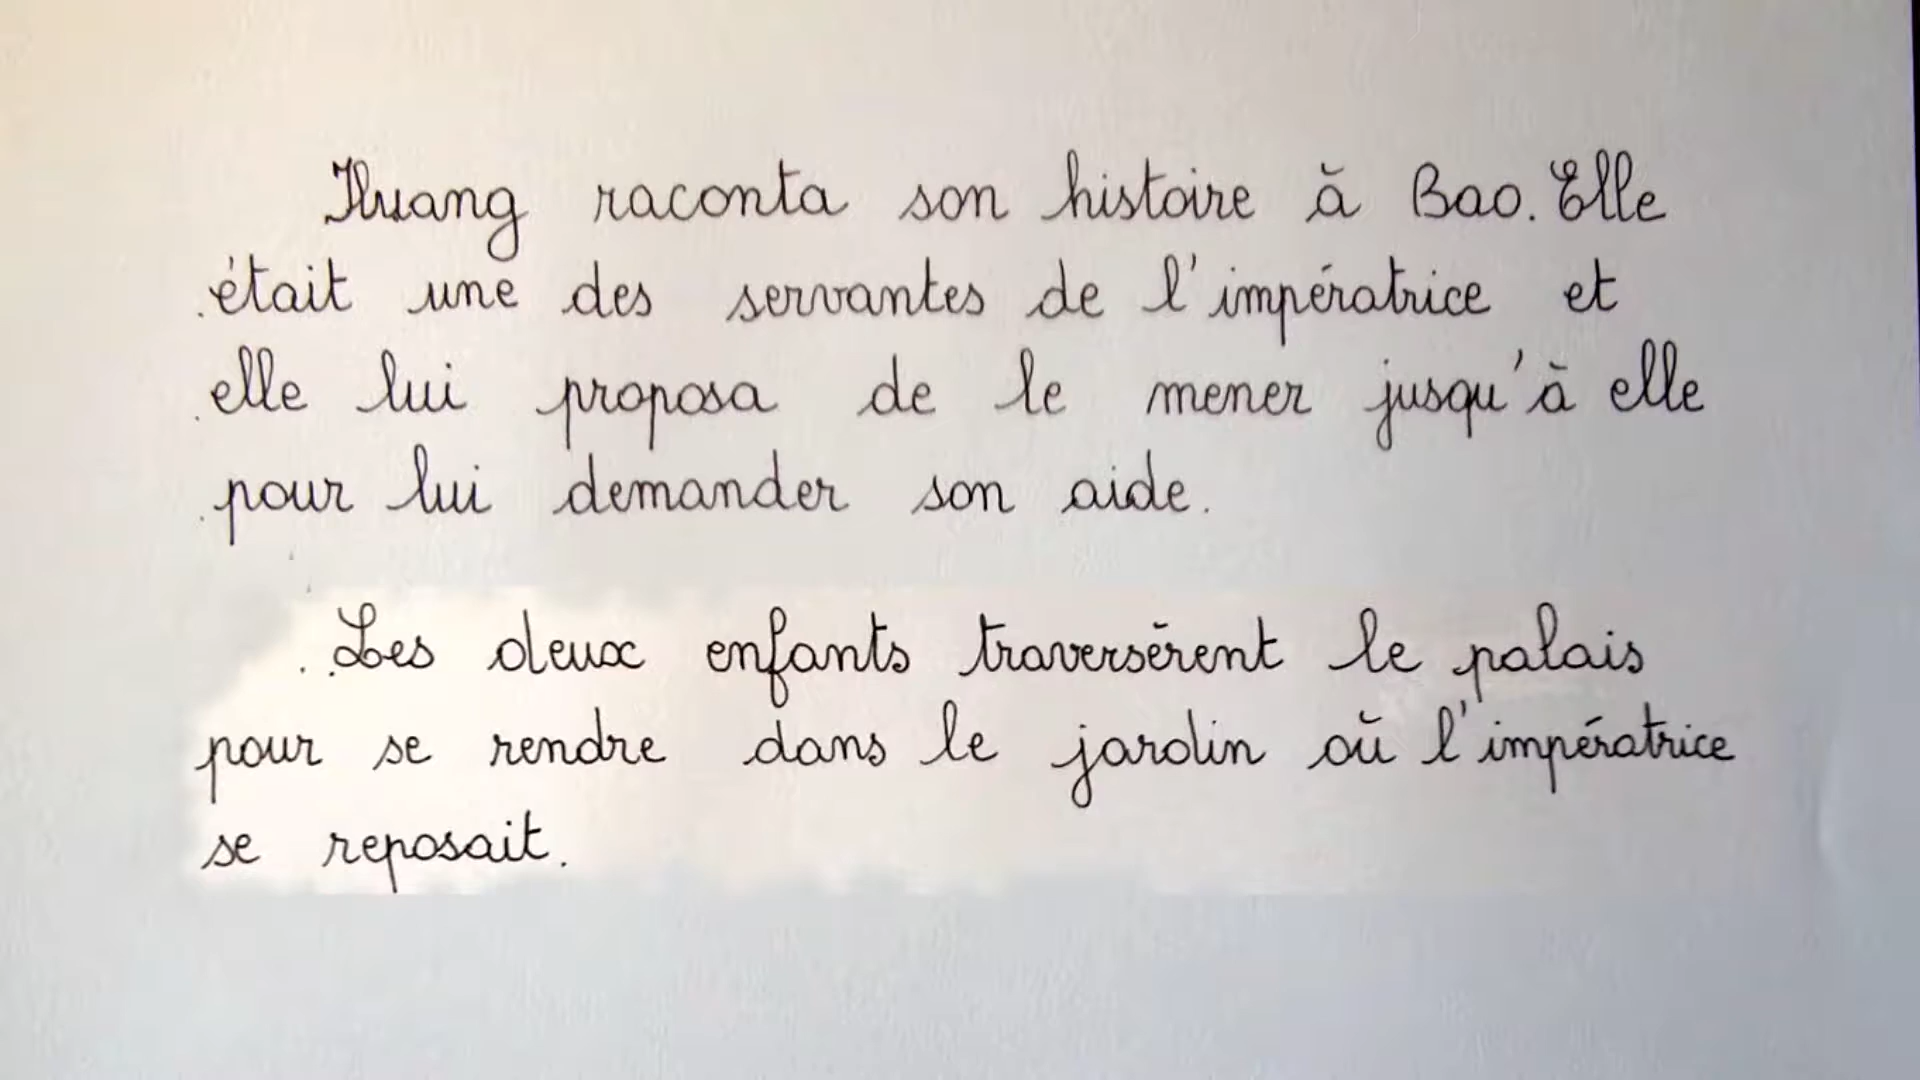 Huang raconta son histoire à Bao. Elle
était une des servantes de l'impératrice et
elle lui proposa de le mener jusqu'à elle
pour lui demander son aide.
Les deux enfants traversèrent le palais
pour se rendre dans le jardin où l'impératrice
se reposait.